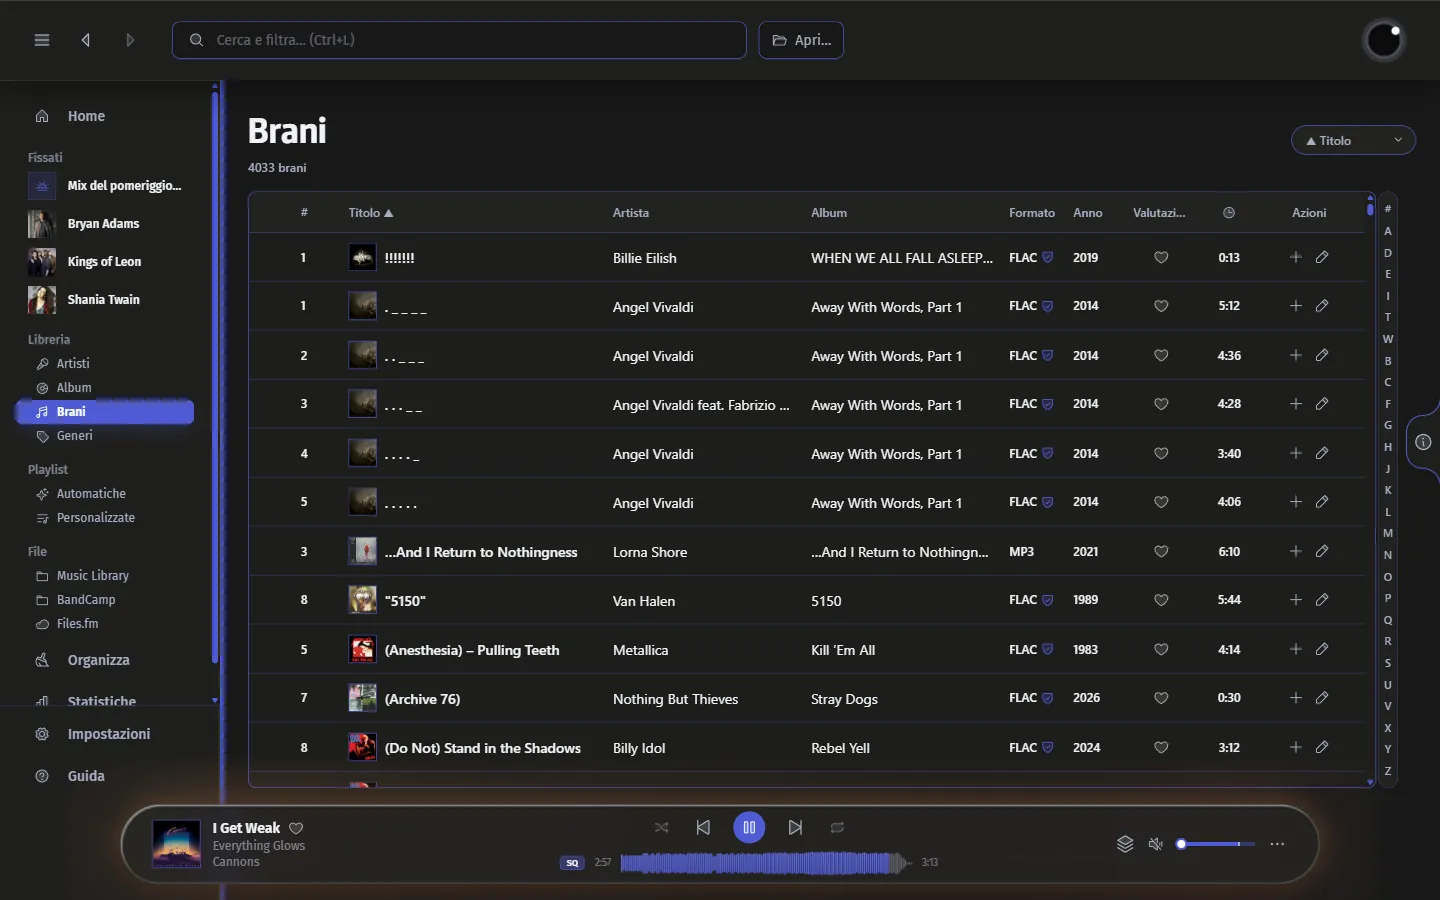 Cerca e filtra... (Ctrl+L)
Apri...
Home
Fissati
Mix del pomeriggio...
Bryan Adams
Kings of Leon
Shania Twain
Libreria
Artisti
Album
Brani
Generi
Playlist
Automatiche
Personalizzate
File
Music Library
BandCamp
Files.fm
Organizza
Statistiche
Impostazioni
Guida
Brani
4033 brani
▲ Titolo
# Titolo ▲ Artista Album Formato Anno Valutazi... Azioni
1 !!!!!!! Billie Eilish WHEN WE ALL FALL ASLEEP... FLAC 2019 0:13
1 . _ _ _ _ Angel Vivaldi Away With Words, Part 1 FLAC 2014 5:12
2 . . _ _ _ Angel Vivaldi Away With Words, Part 1 FLAC 2014 4:36
3 . . . _ _ Angel Vivaldi feat. Fabrizio ... Away With Words, Part 1 FLAC 2014 4:28
4 . . . . _ Angel Vivaldi Away With Words, Part 1 FLAC 2014 3:40
5 . . . . . Angel Vivaldi Away With Words, Part 1 FLAC 2014 4:06
3 ...And I Return to Nothingness Lorna Shore ...And I Return to Nothingn... MP3 2021 6:10
8 "5150" Van Halen 5150 FLAC 1989 5:44
5 (Anesthesia) – Pulling Teeth Metallica Kill 'Em All FLAC 1983 4:14
7 (Archive 76) Nothing But Thieves Stray Dogs FLAC 2026 0:30
8 (Do Not) Stand in the Shadows Billy Idol Rebel Yell FLAC 2024 3:12
#
A
D
E
I
T
W
B
C
F
G
H
J
K
L
M
N
O
P
Q
R
S
U
V
X
Y
Z
I Get Weak
Everything Glows
Cannons
SQ 2:57 3:13